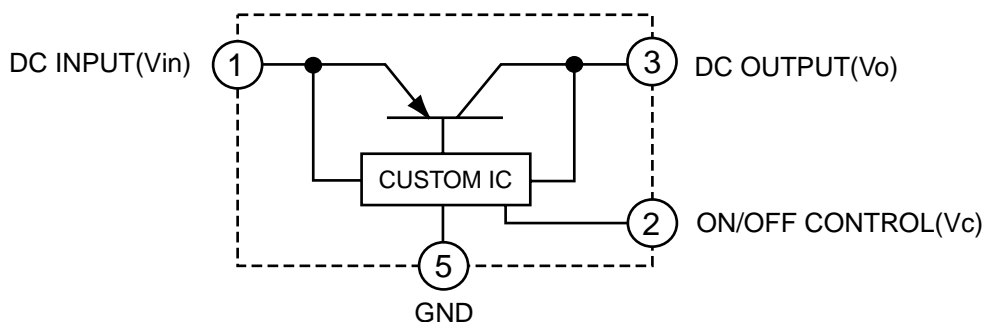 DC INPUT(Vin)
1
3
DC OUTPUT(Vo)
CUSTOM IC
2
ON/OFF CONTROL(Vc)
5
GND